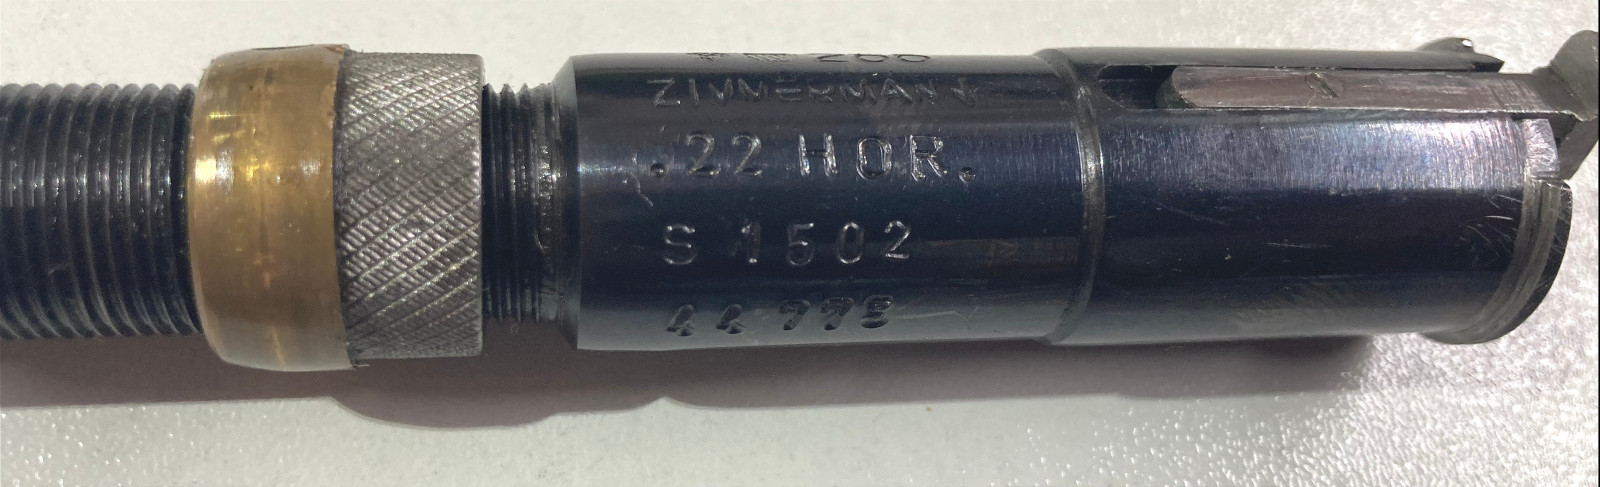 ZIMMERMANN
.22 HOR.
S 1502
44778